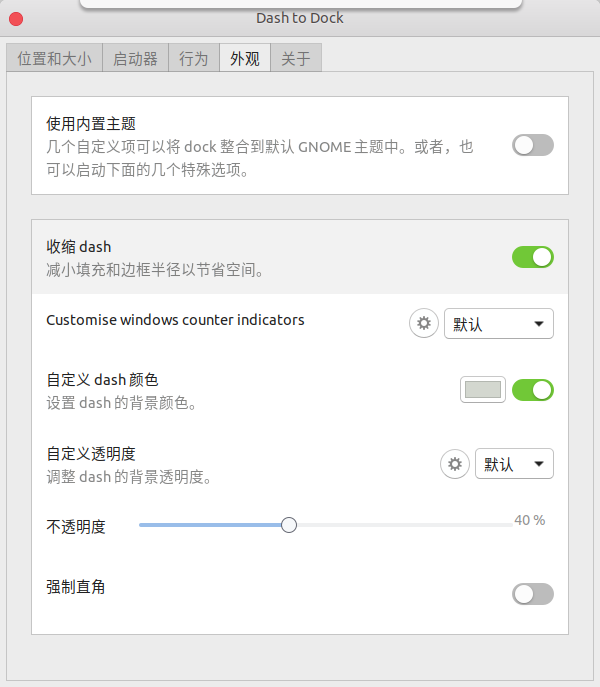 Dash to Dock
位置和大小 启动器 行为 外观 关于
使用内置主题
几个自定义项可以将 dock 整合到默认 GNOME 主题中。或者，也
可以启动下面的几个特殊选项。
收缩 dash
减小填充和边框半径以节省空间。
Customise windows counter indicators 默认
自定义 dash 颜色
设置 dash 的背景颜色。
自定义透明度
调整 dash 的背景透明度。 默认
不透明度 40 %
强制直角